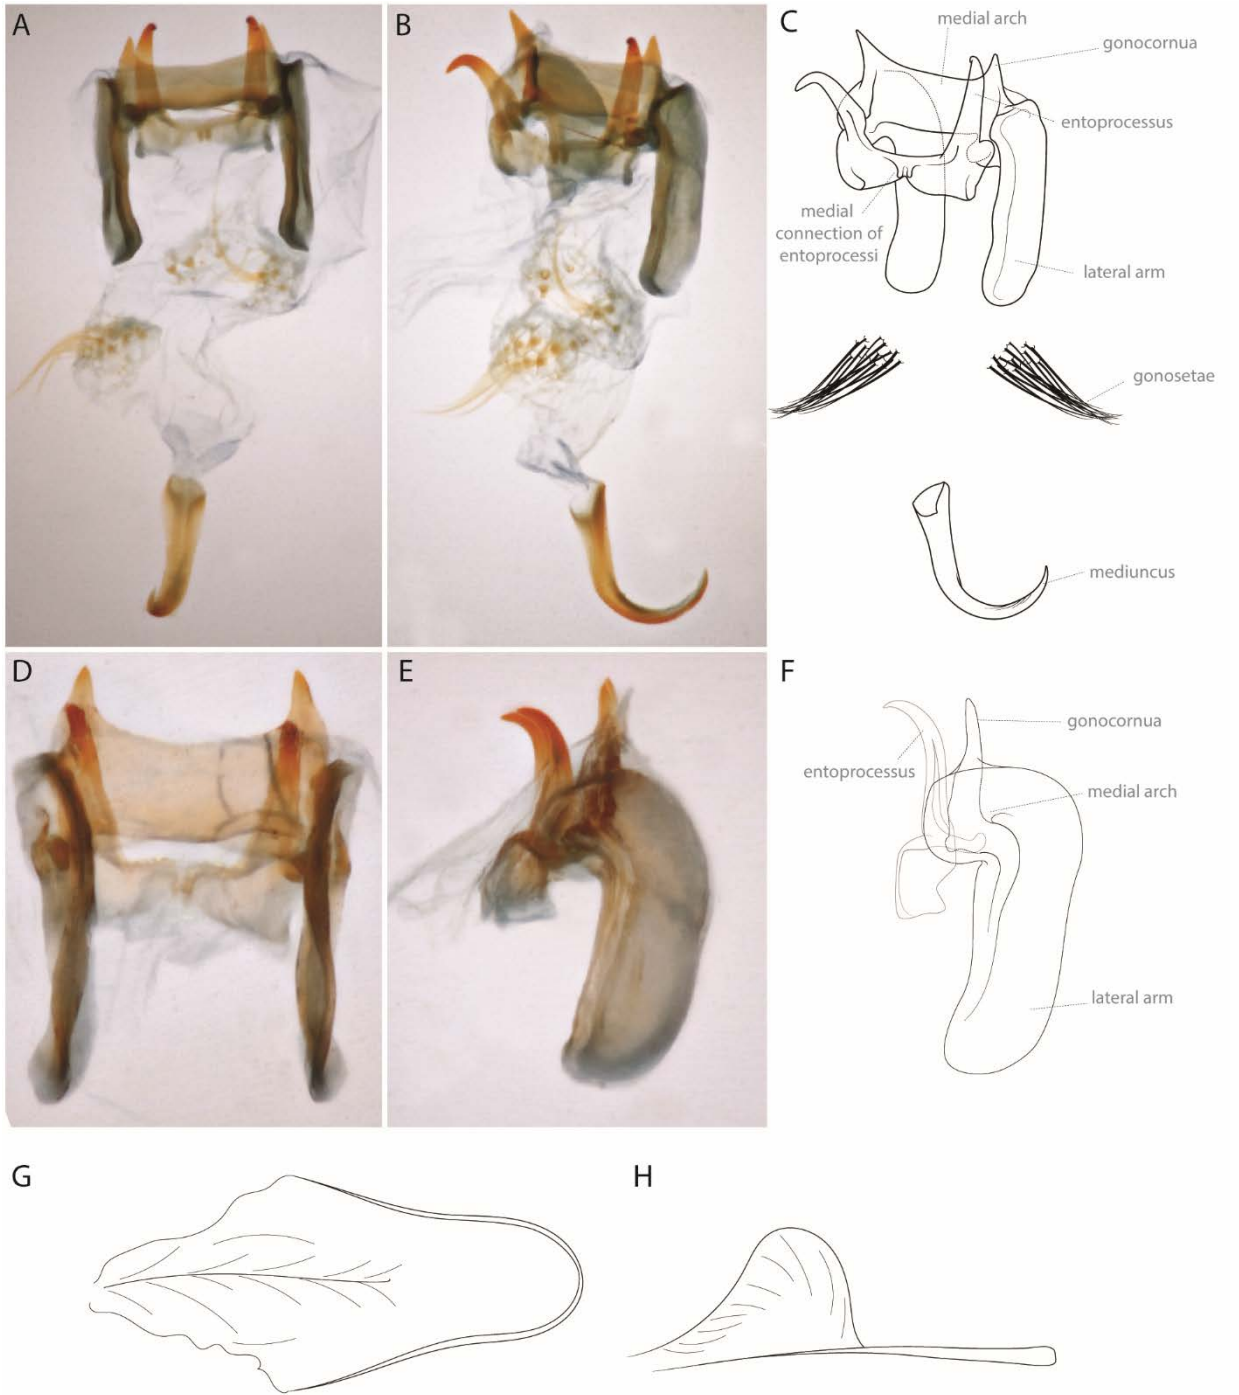 A
B
C
medial arch
gonocornua
entoprocessus
medial
connection of
entoprocessi
lateral arm
gonosetae
mediuncus
D
E
F
gonocornua
entoprocessus
medial arch
lateral arm
G
H